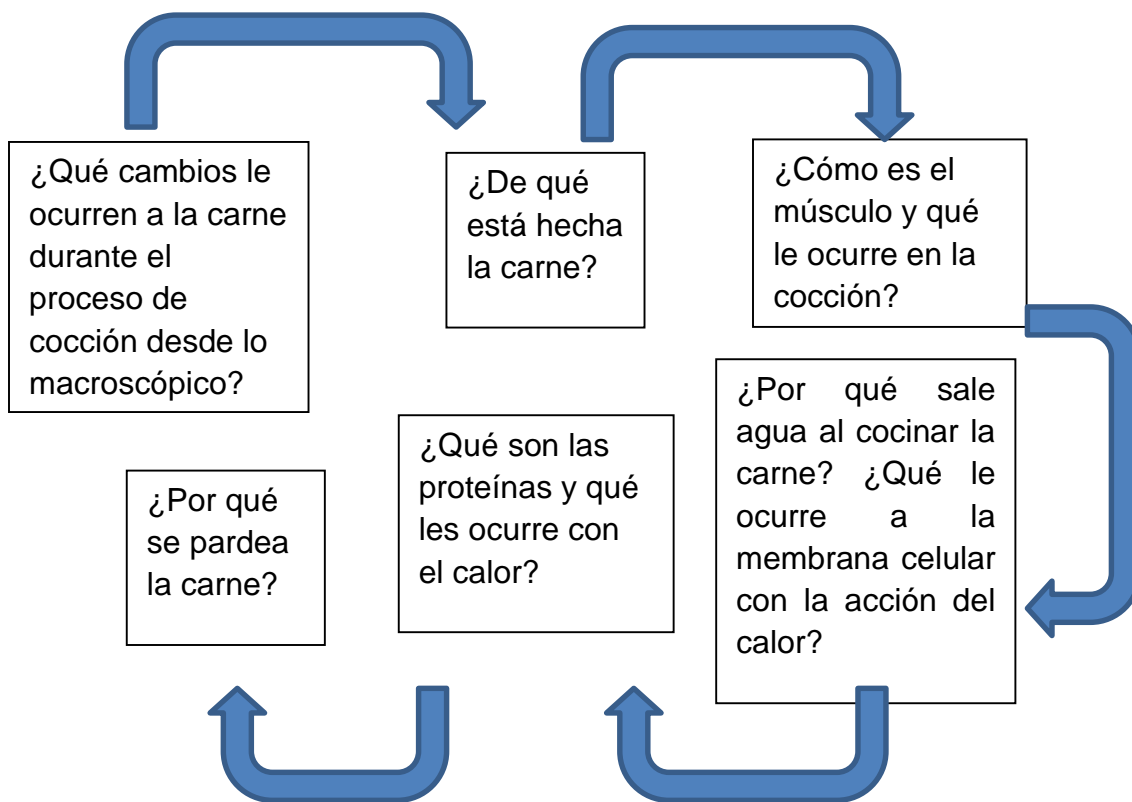 ¿Qué cambios le
ocurren a la carne
durante el
proceso de
cocción desde lo
macroscópico?
¿De qué
está hecha
la carne?
¿Cómo es el
músculo y qué
le ocurre en la
cocción?
¿Por qué sale
agua al cocinar la
carne? ¿Qué le
ocurre a la
membrana celular
con la acción del
calor?
¿Qué son las
proteínas y qué
les ocurre con
el calor?
¿Por qué
se pardea
la carne?